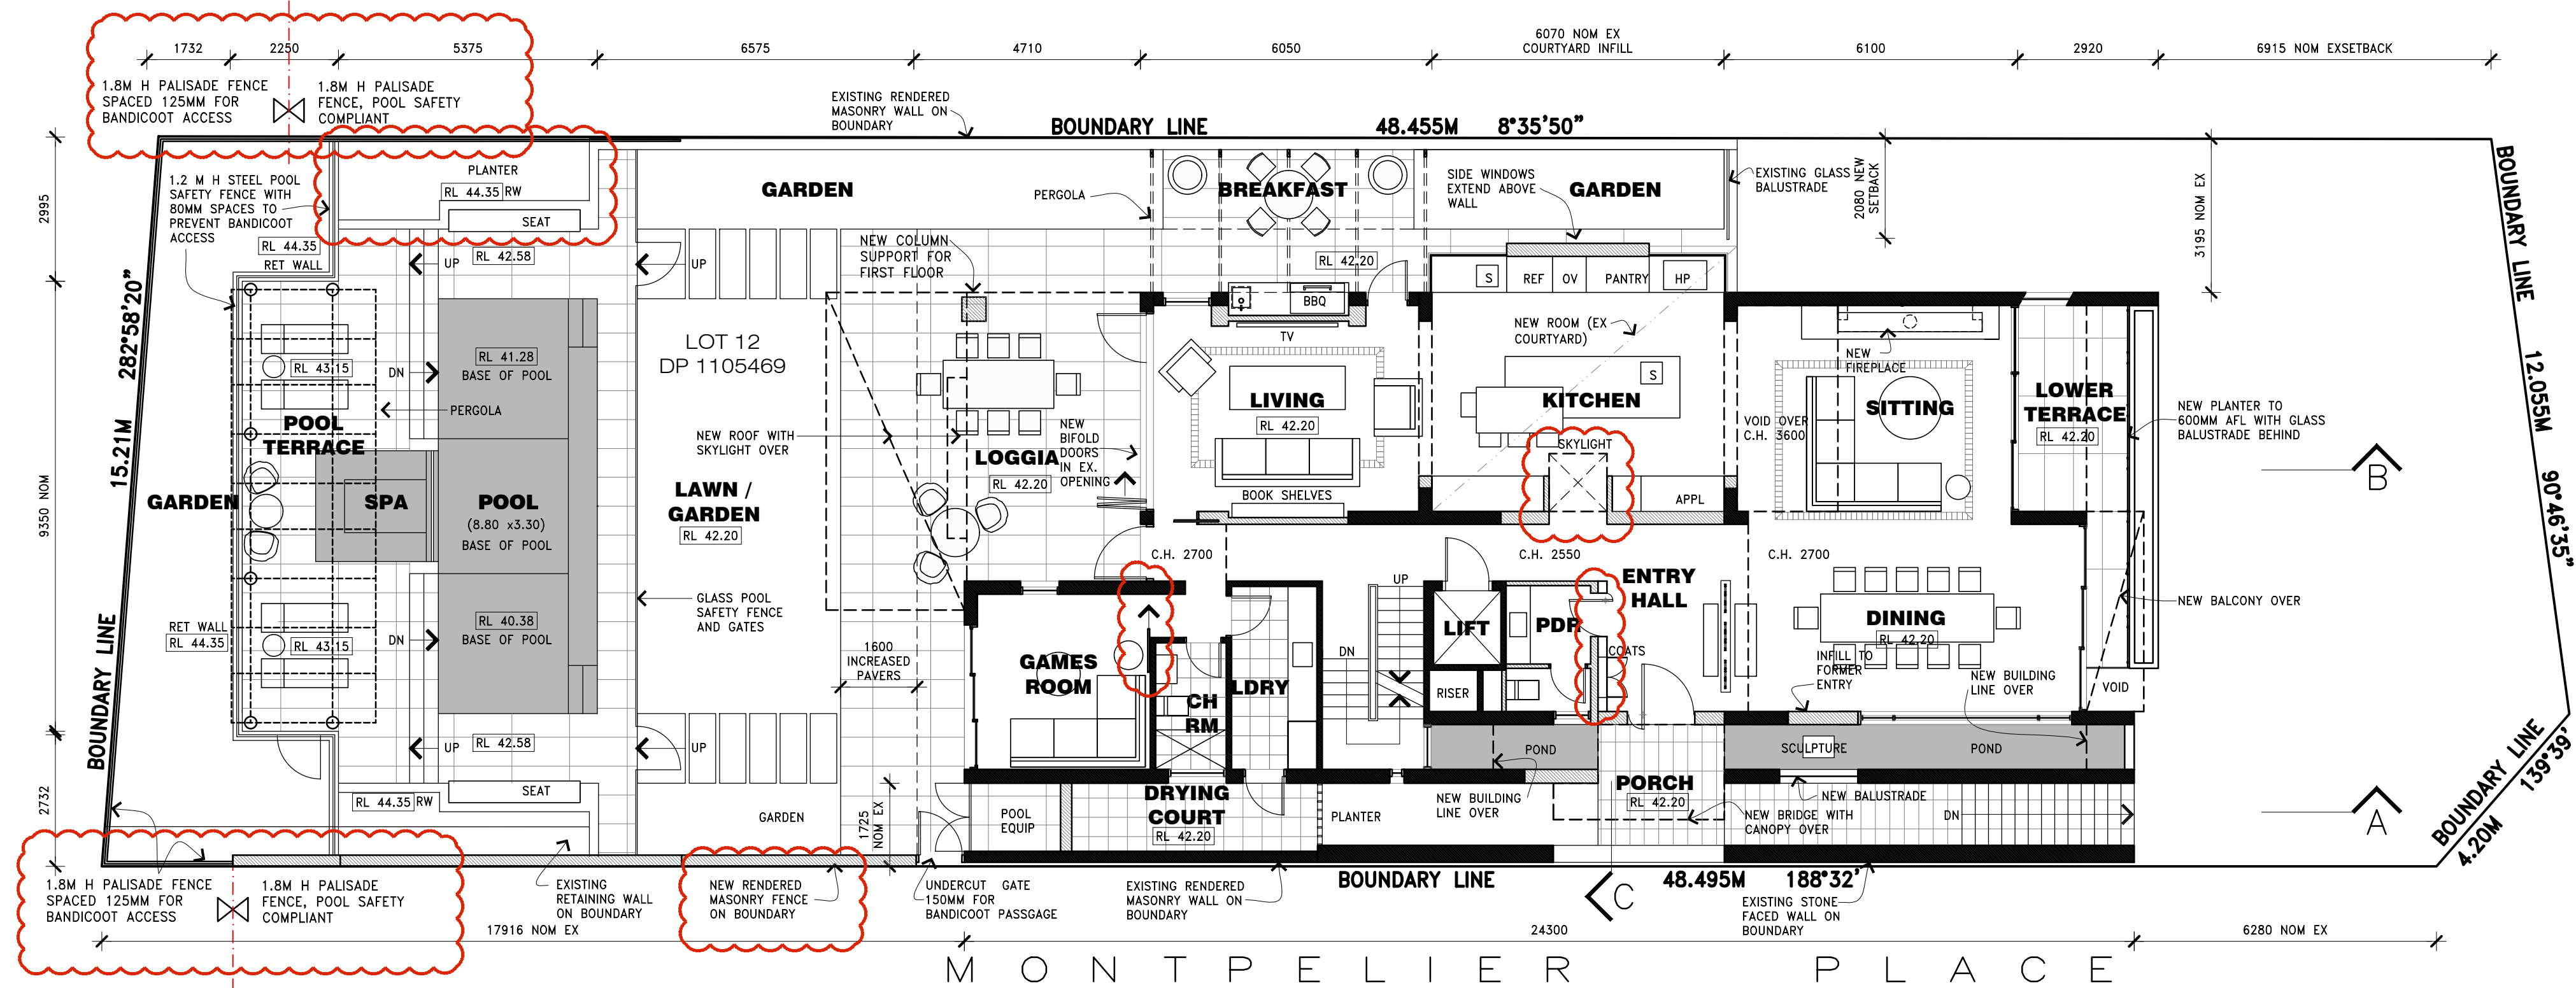 1732
2250
5375
6575
4710
6050
6070 NOM EX
COURTYARD INFILL
6100
2920
6915 NOM EXSETBACK
1.8M H PALISADE FENCE
SPACED 125MM FOR
BANDICOOT ACCESS
1.8M H PALISADE
FENCE, POOL SAFETY
COMPLIANT
EXISTING RENDERED
MASONRY WALL ON
BOUNDARY
BOUNDARY LINE
48.455M
8°35'50"
1.2 M H STEEL POOL
SAFETY FENCE WITH
80MM SPACES TO
PREVENT BANDICOOT
ACCESS
RL 44.35
RET WALL
PLANTER
RL 44.35 RW
SEAT
GARDEN
PERGOLA
BREAKFAST
SIDE WINDOWS
EXTEND ABOVE
WALL
GARDEN
EXISTING GLASS
BALUSTRADE
2080 NEW
SETBACK
3195 NOM EX
BOUNDARY LINE
12.055M
90°46'35"
2995
9350 NOM
2732
15.21M
282°58'20"
BOUNDARY LINE
UP
RL 42.58
UP
NEW COLUMN
SUPPORT FOR
FIRST FLOOR
RL 42.20
S
REF
OV
PANTRY
HP
BBQ
TV
NEW ROOM (EX
COURTYARD)
LOT 12
DP 1105469
RL 41.28
BASE OF POOL
RL 43.15
DN
PERGOLA
POOL
TERRACE
GARDEN
SPA
POOL
(8.80 x3.30)
BASE OF POOL
NEW ROOF WITH
SKYLIGHT OVER
LAWN /
GARDEN
RL 42.20
LOGGIA
RL 42.20
NEW
BIFOLD
DOORS
IN EX.
OPENING
LIVING
RL 42.20
BOOK SHELVES
KITCHEN
S
SKYLIGHT
APPL
VOID OVER
C.H. 3600
NEW
FIREPLACE
SITTING
LOWER
TERRACE
RL 42.20
NEW PLANTER TO
600MM AFL WITH GLASS
BALUSTRADE BEHIND
B
C.H. 2700
C.H. 2550
C.H. 2700
ENTRY
HALL
UP
DN
LIFT
PDR
COATS
RISER
DINING
RL 42.20
NEW BALCONY OVER
INFILL TO
FORMER
ENTRY
NEW BUILDING
LINE OVER
VOID
RL 40.38
BASE OF POOL
GLASS POOL
SAFETY FENCE
AND GATES
RET WALL
RL 44.35
RL 43.15
DN
1600
INCREASED
PAVERS
GAMES
ROOM
CH
RM
LDRY
UP
RL 42.58
UP
SEAT
RL 44.35 RW
GARDEN
1725
NOM EX
POOL
EQUIP
DRYING
COURT
RL 42.20
PLANTER
POND
NEW BUILDING
LINE OVER
PORCH
RL 42.20
SCULPTURE
POND
NEW BALUSTRADE
NEW BRIDGE WITH
CANOPY OVER
DN
A
BOUNDARY LINE
139°39'
4.20M
1.8M H PALISADE FENCE
SPACED 125MM FOR
BANDICOOT ACCESS
1.8M H PALISADE
FENCE, POOL SAFETY
COMPLIANT
EXISTING
RETAINING WALL
ON BOUNDARY
NEW RENDERED
MASONRY FENCE
ON BOUNDARY
UNDERCUT GATE
150MM FOR
BANDICOOT PASSGAGE
EXISTING RENDERED
MASONRY WALL ON
BOUNDARY
BOUNDARY LINE
C
48.495M
188°32'
EXISTING STONE
FACED WALL ON
BOUNDARY
17916 NOM EX
24300
6280 NOM EX
MONTPELIER PLACE